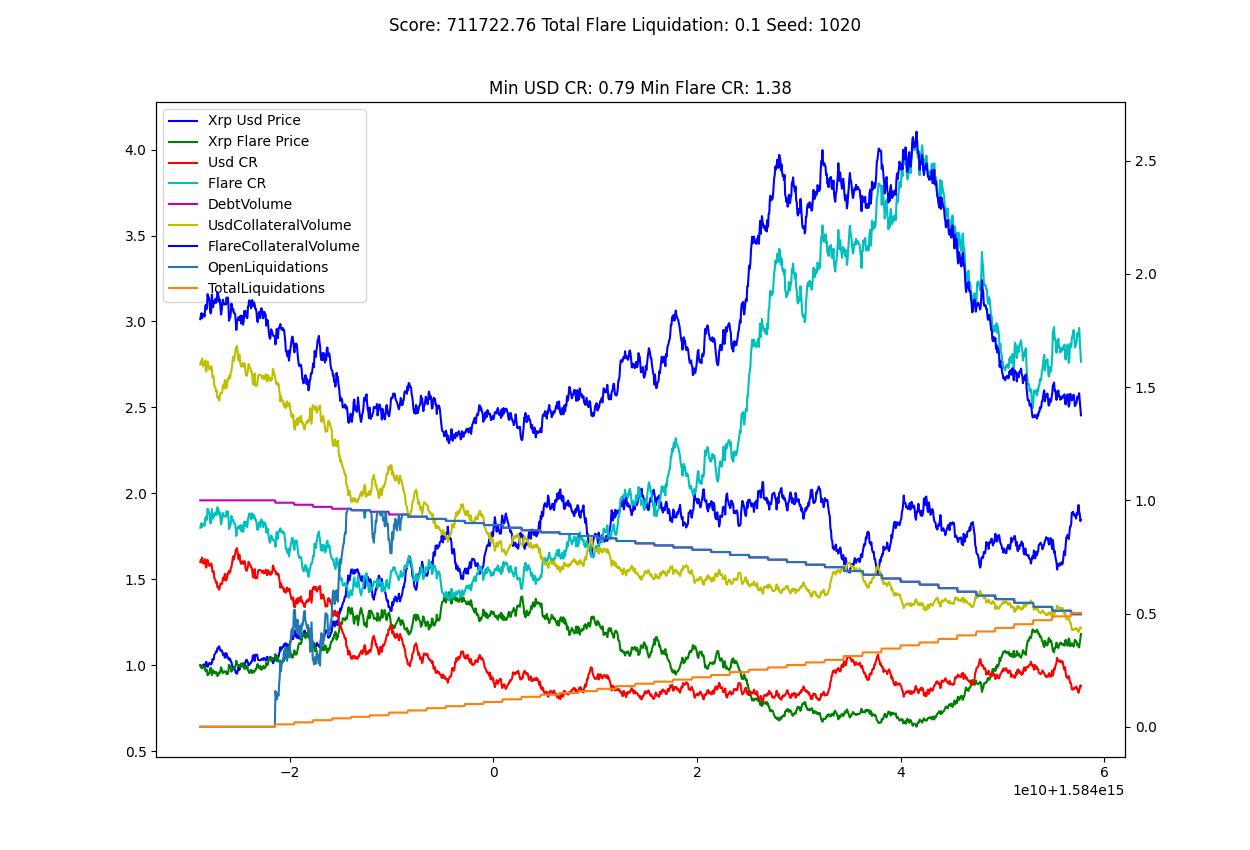 Score: 711722.76 Total Flare Liquidation: 0.1 Seed: 1020
Min USD CR: 0.79 Min Flare CR: 1.38
Xrp Usd Price
Xrp Flare Price
Usd CR
Flare CR
DebtVolume
UsdCollateralVolume
FlareCollateralVolume
OpenLiquidations
TotalLiquidations
4.0
3.5
3.0
2.5
2.0
1.5
1.0
0.5
2.5
2.0
1.5
1.0
0.5
0.0
−2 0 2 4 6
1e10+1.584e15